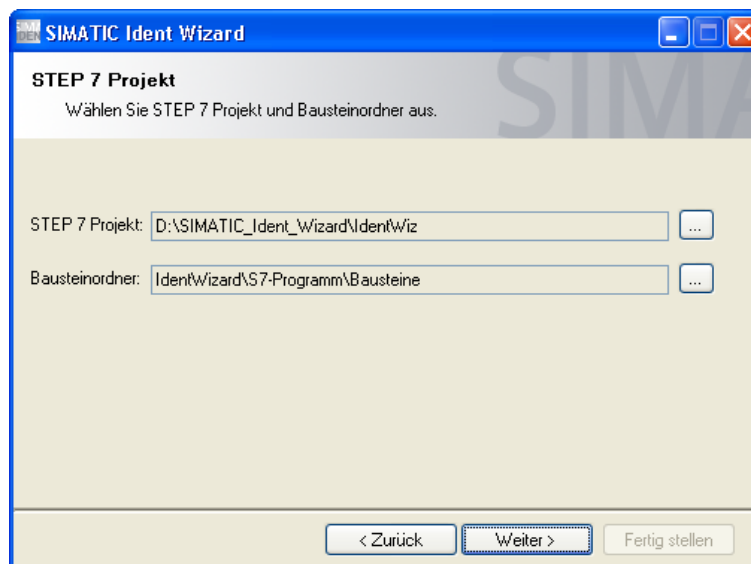 SIMATIC Ident Wizard
STEP 7 Projekt
Wählen Sie STEP 7 Projekt und Bausteinordner aus.
SIMA
STEP 7 Projekt: D:\SIMATIC_Ident_Wizard\IdentWiz ...
Bausteinordner: IdentWizard\S7-Programm\Bausteine ...
< Zurück Weiter > Fertig stellen